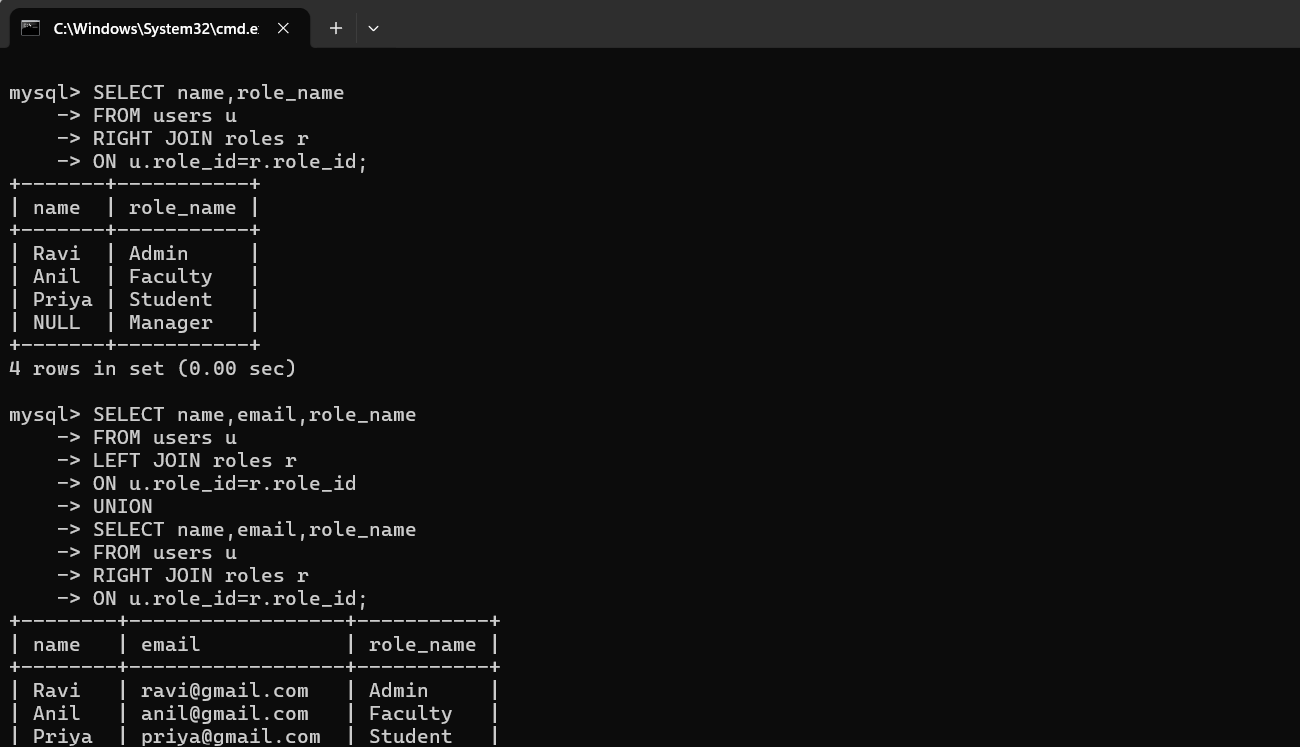 C:\Windows\System32\cmd.e
mysql> SELECT name,role_name
    -> FROM users u
    -> RIGHT JOIN roles r
    -> ON u.role_id=r.role_id;
+-------+-----------+
| name  | role_name |
+-------+-----------+
| Ravi  | Admin     |
| Anil  | Faculty   |
| Priya | Student   |
| NULL  | Manager   |
+-------+-----------+
4 rows in set (0.00 sec)
mysql> SELECT name,email,role_name
    -> FROM users u
    -> LEFT JOIN roles r
    -> ON u.role_id=r.role_id
    -> UNION
    -> SELECT name,email,role_name
    -> FROM users u
    -> RIGHT JOIN roles r
    -> ON u.role_id=r.role_id;
+--------+------------------+-----------+
| name   | email            | role_name |
+--------+------------------+-----------+
| Ravi   | ravi@gmail.com   | Admin     |
| Anil   | anil@gmail.com   | Faculty   |
| Priya  | priya@gmail.com  | Student   |